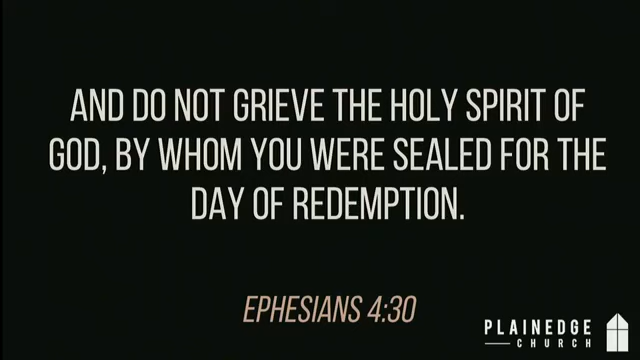 AND DO NOT GRIEVE THE HOLY SPIRIT OF
GOD, BY WHOM YOU WERE SEALED FOR THE
DAY OF REDEMPTION.
EPHESIANS 4:30
PLAINEDGE
CHURCH